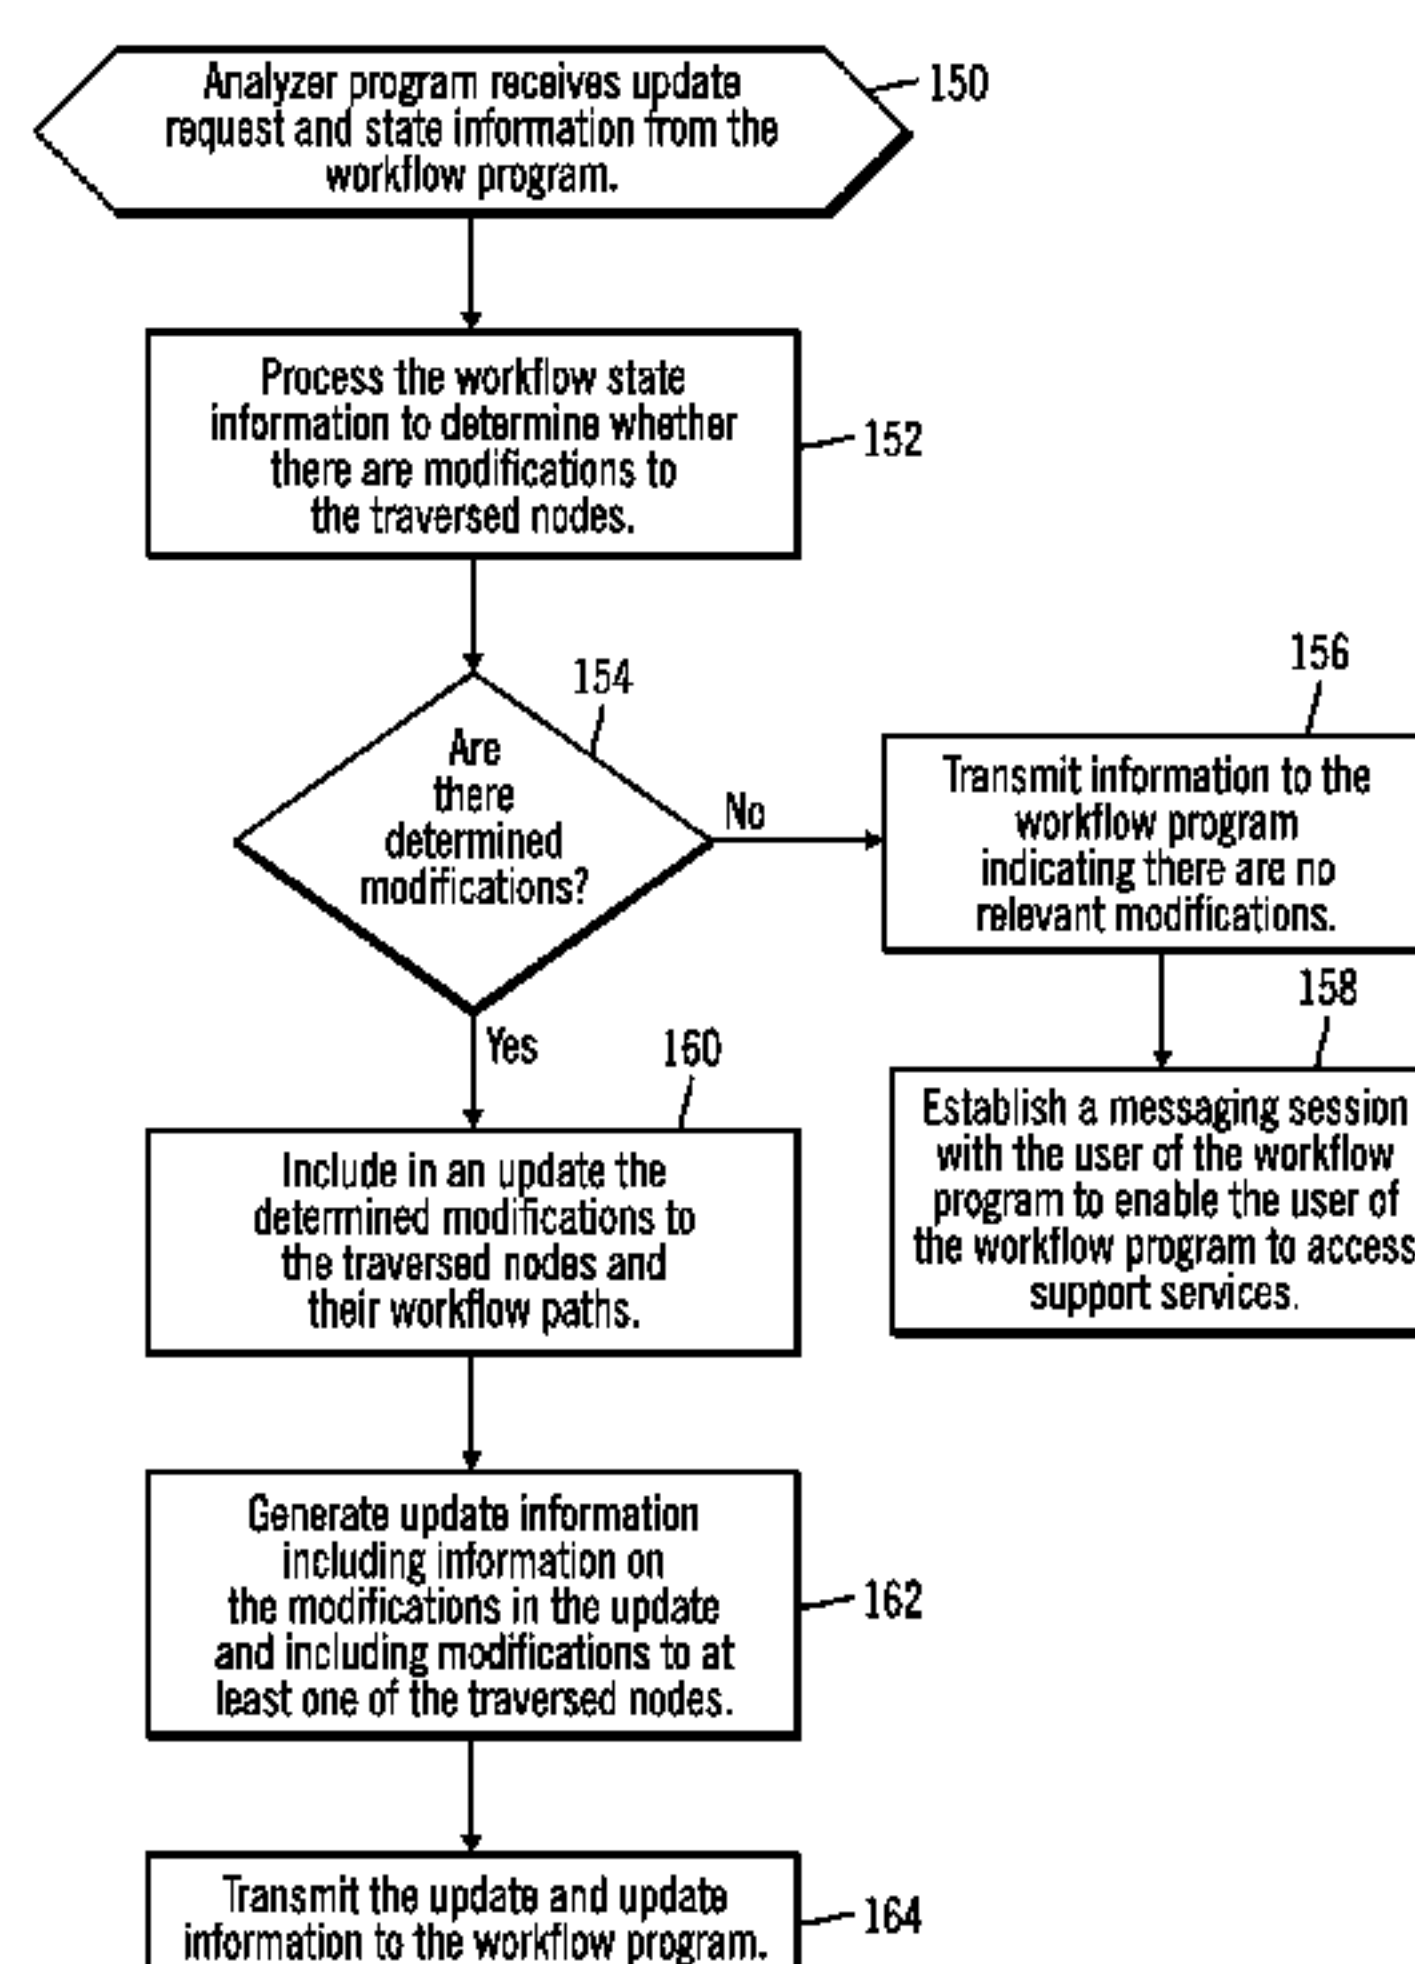 Analyzer program receives update
request and state information from the
workflow program.
150
Process the workflow state
information to determine whether
there are modifications to
the traversed nodes.
152
154
Are
there
determined
modifications?
No
156
Transmit information to the
workflow program
indicating there are no
relevant modifications.
158
Establish a messaging session
with the user of the workflow
program to enable the user of
the workflow program to access
support services.
Yes
160
Include in an update the
determined modifications to
the traversed nodes and
their workflow paths.
Generate update information
including information on
the modifications in the update
and including modifications to at
least one of the traversed nodes.
162
Transmit the update and update
information to the workflow program.
164